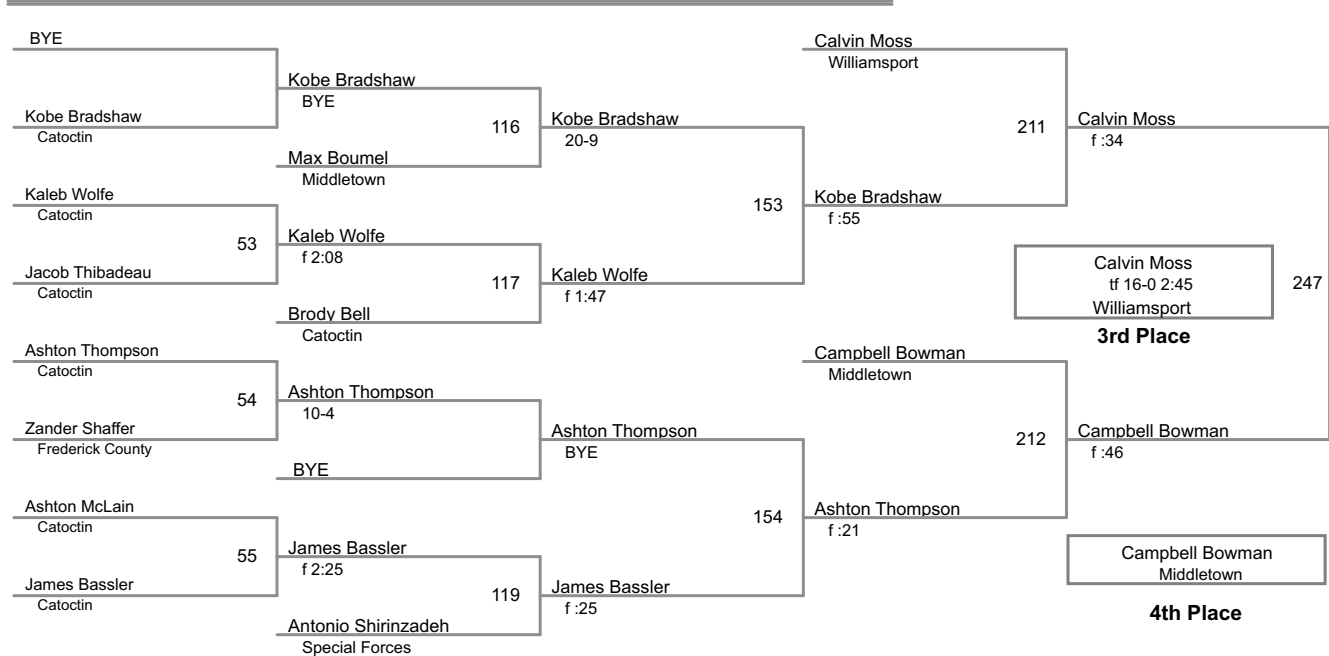 BYE
Kobe Bradshaw
Catoctin
Kaleb Wolfe
Catoctin
53
Jacob Thibadeau
Catoctin
Ashton Thompson
Catoctin
54
Zander Shaffer
Frederick County
Ashton McLain
Catoctin
55
James Bassler
Catoctin
Kobe Bradshaw
BYE
116
Max Boumel
Middletown
Kaleb Wolfe
f 2:08
117
Brody Bell
Catoctin
Ashton Thompson
10-4
BYE
James Bassler
f 2:25
119
Antonio Shirinzadeh
Special Forces
Kobe Bradshaw
20-9
153
Kaleb Wolfe
f 1:47
Ashton Thompson
BYE
154
James Bassler
f :25
Calvin Moss
Williamsport
211
Kobe Bradshaw
f :55
Campbell Bowman
Middletown
212
Ashton Thompson
f :21
Calvin Moss
f :34
Calvin Moss
tf 16-0 2:45
Williamsport
247
3rd Place
Campbell Bowman
f :46
Campbell Bowman
Middletown
4th Place